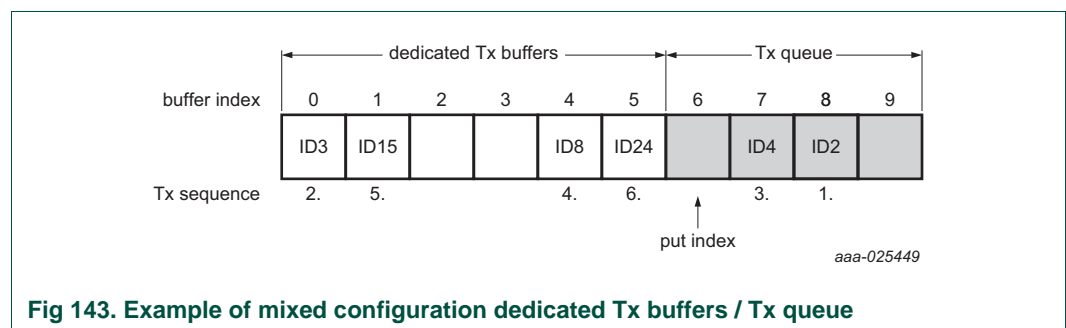 dedicated Tx buffers Tx queue
buffer index 0 1 2 3 4 5 6 7 8 9
ID3 ID15 ID8 ID24 ID4 ID2
Tx sequence 2. 5. 4. 6. 3. 1.
put index
aaa-025449
Fig 143. Example of mixed configuration dedicated Tx buffers / Tx queue